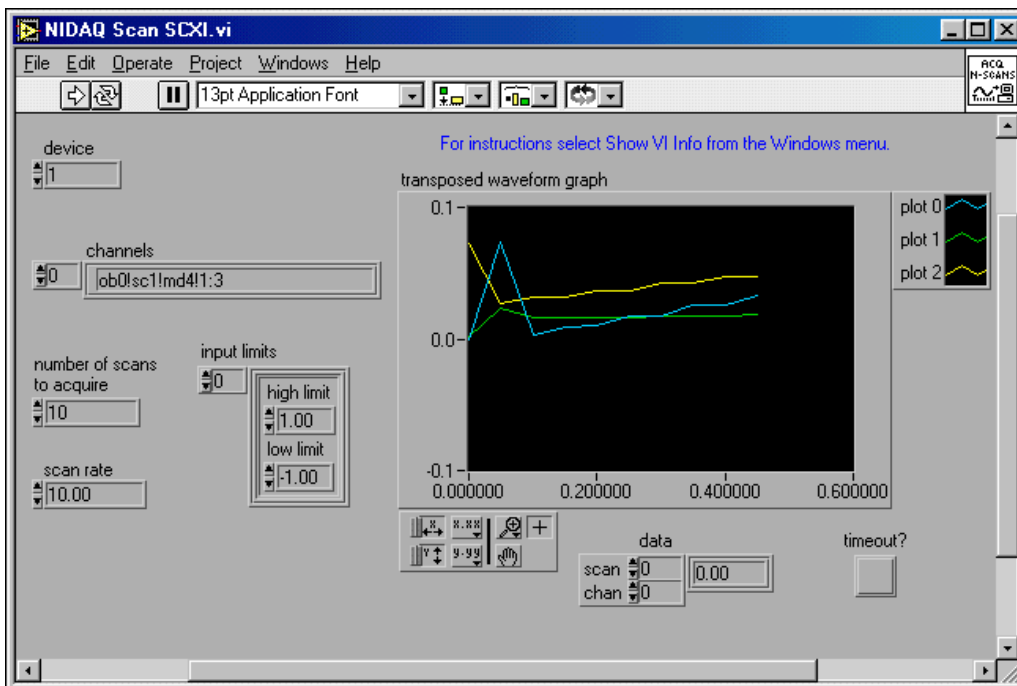 NIDAQ Scan SCXI.vi
File Edit Operate Project Windows Help
ACQ
N-SCANS
13pt Application Font
For instructions select Show VI Info from the Windows menu.
device
1
channels
0
ob0!sc1!md4!1:3
number of scans
to acquire
10
scan rate
10.00
input limits
0
high limit
1.00
low limit
-1.00
transposed waveform graph
0.1
0.0
-0.1
0.000000 0.200000 0.400000 0.600000
plot 0
plot 1
plot 2
X
X.XX
Y
y.yy
data
scan 0
chan 0
0.00
timeout?